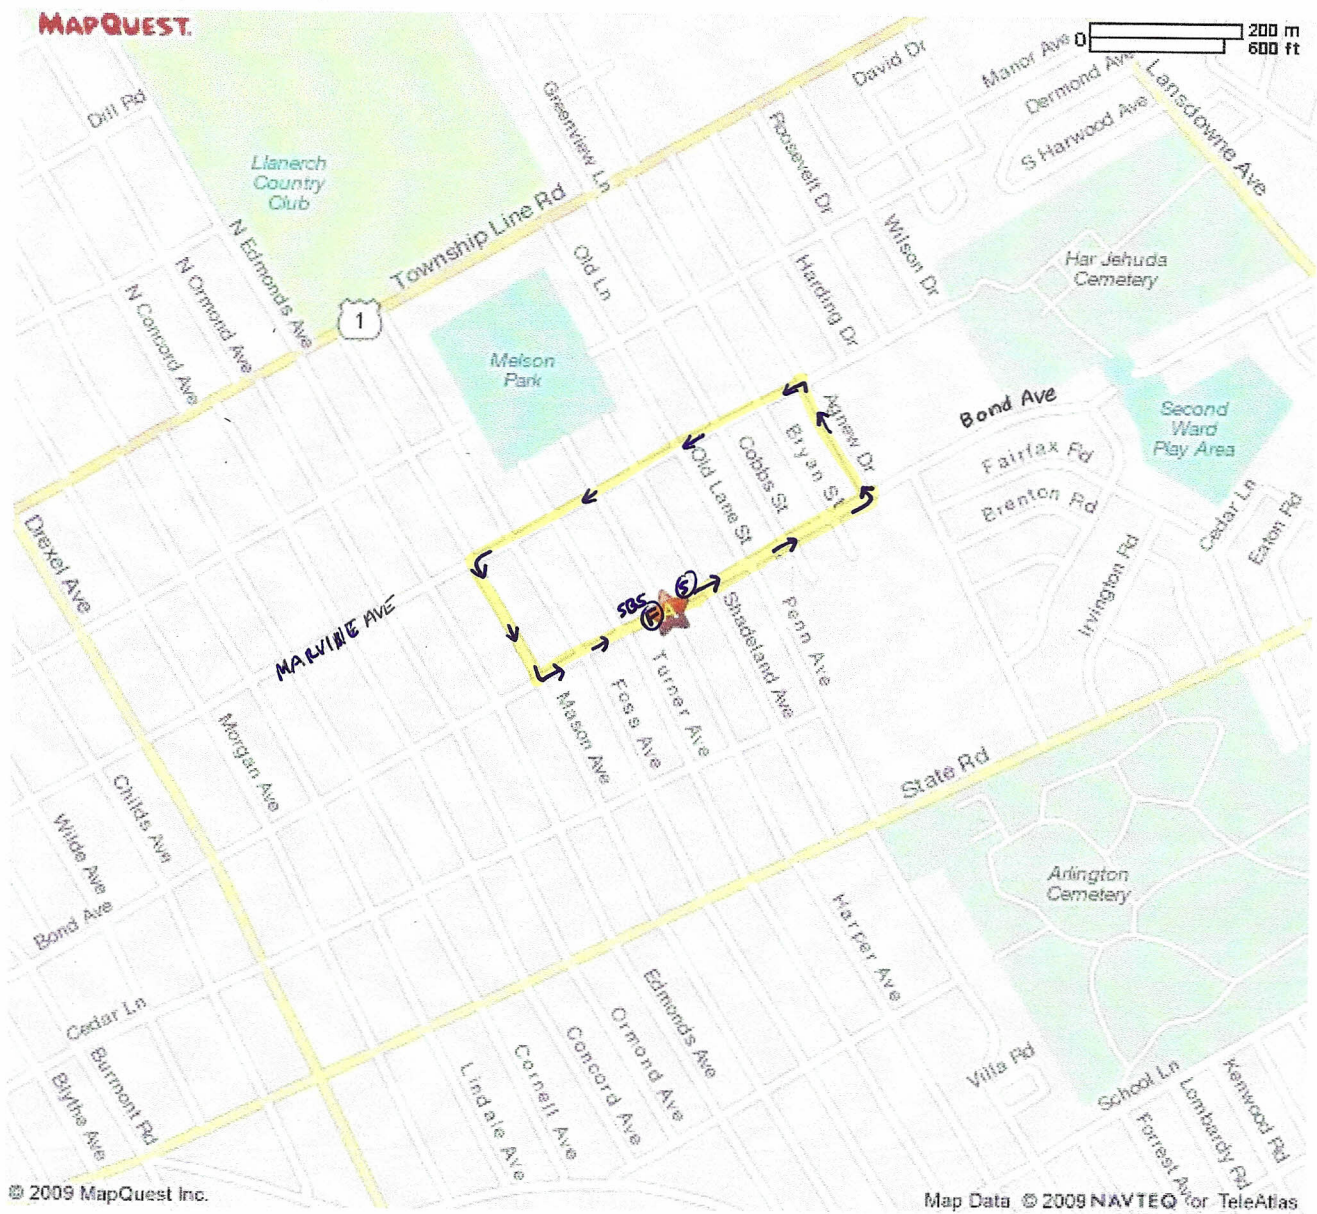 MAPQUEST.
0
200 m
600 ft
Dill Rd
Llanerch
Country
Club
N Edmonds Ave
N Ormond Ave
N Concord Ave
Greenview Ln
Township Line Rd
1
David Dr
Manor Ave
Dermond Ave
S Harwood Ave
Lansdowne Ave
Roosevelt Dr
Wilson Dr
Harding Dr
Old Ln
Har Jehuda
Cemetery
Melson
Park
Agnew Dr
Bryan St
Cobbs St
Old Lane St
Bond Ave
Fairfax Rd
Brenton Rd
Second
Ward
Play Area
Cedar Ln
Eaton Rd
Irvington Rd
Drexel Ave
MARVINE AVE
SBS
F
S
Shadeland Ave
Penn Ave
Turner Ave
Foss Ave
Mason Ave
Morgan Ave
Childs Ave
Wilde Ave
Bond Ave
State Rd
Arlington
Cemetery
Harper Ave
Cedar Ln
Burmont Rd
Blythe Ave
Edmonds Ave
Ormond Ave
Concord Ave
Cornell Ave
Lindale Ave
Villa Rd
School Ln
Kenwood Rd
Lombardy Rd
Forrest Ave
© 2009 MapQuest Inc.
Map Data © 2009 NAVTEQ or TeleAtlas